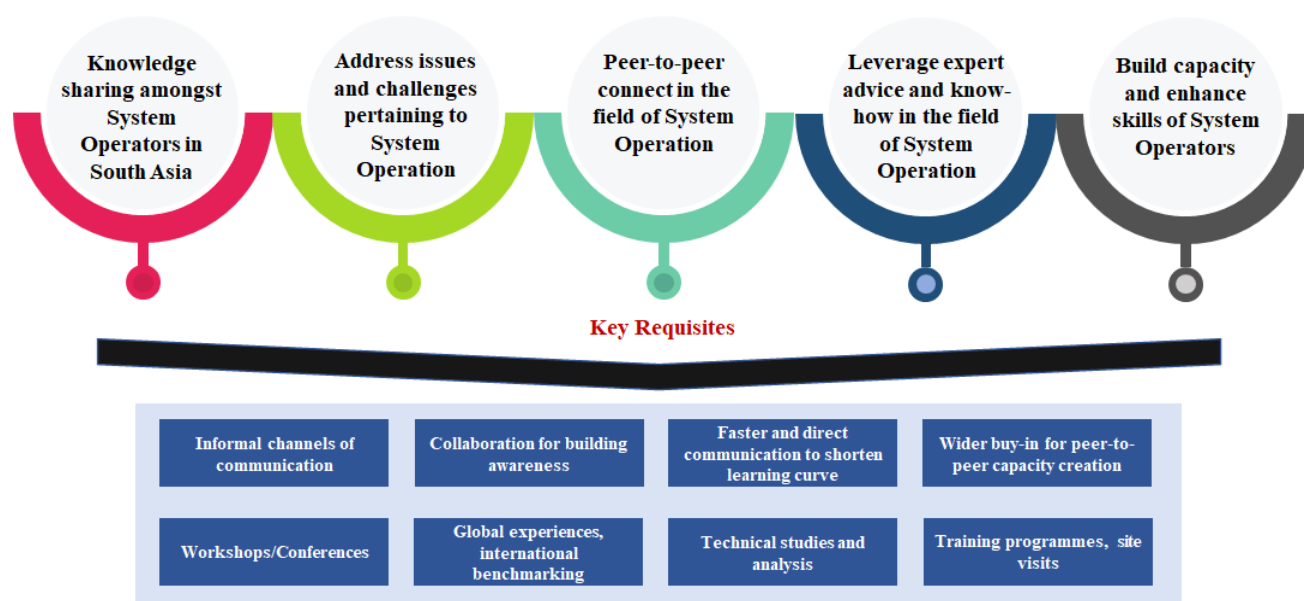 Knowledge
sharing amongst
System
Operators in
South Asia
Address issues
and challenges
pertaining to
System
Operation
Peer-to-peer
connect in the
field of System
Operation
Leverage expert
advice and know-
how in the field
of System
Operation
Build capacity
and enhance
skills of System
Operators
Key Requisites
Informal channels of
communication
Collaboration for building
awareness
Faster and direct
communication to shorten
learning curve
Wider buy-in for peer-to-
peer capacity creation
Workshops/Conferences
Global experiences,
international
benchmarking
Technical studies and
analysis
Training programmes, site
visits